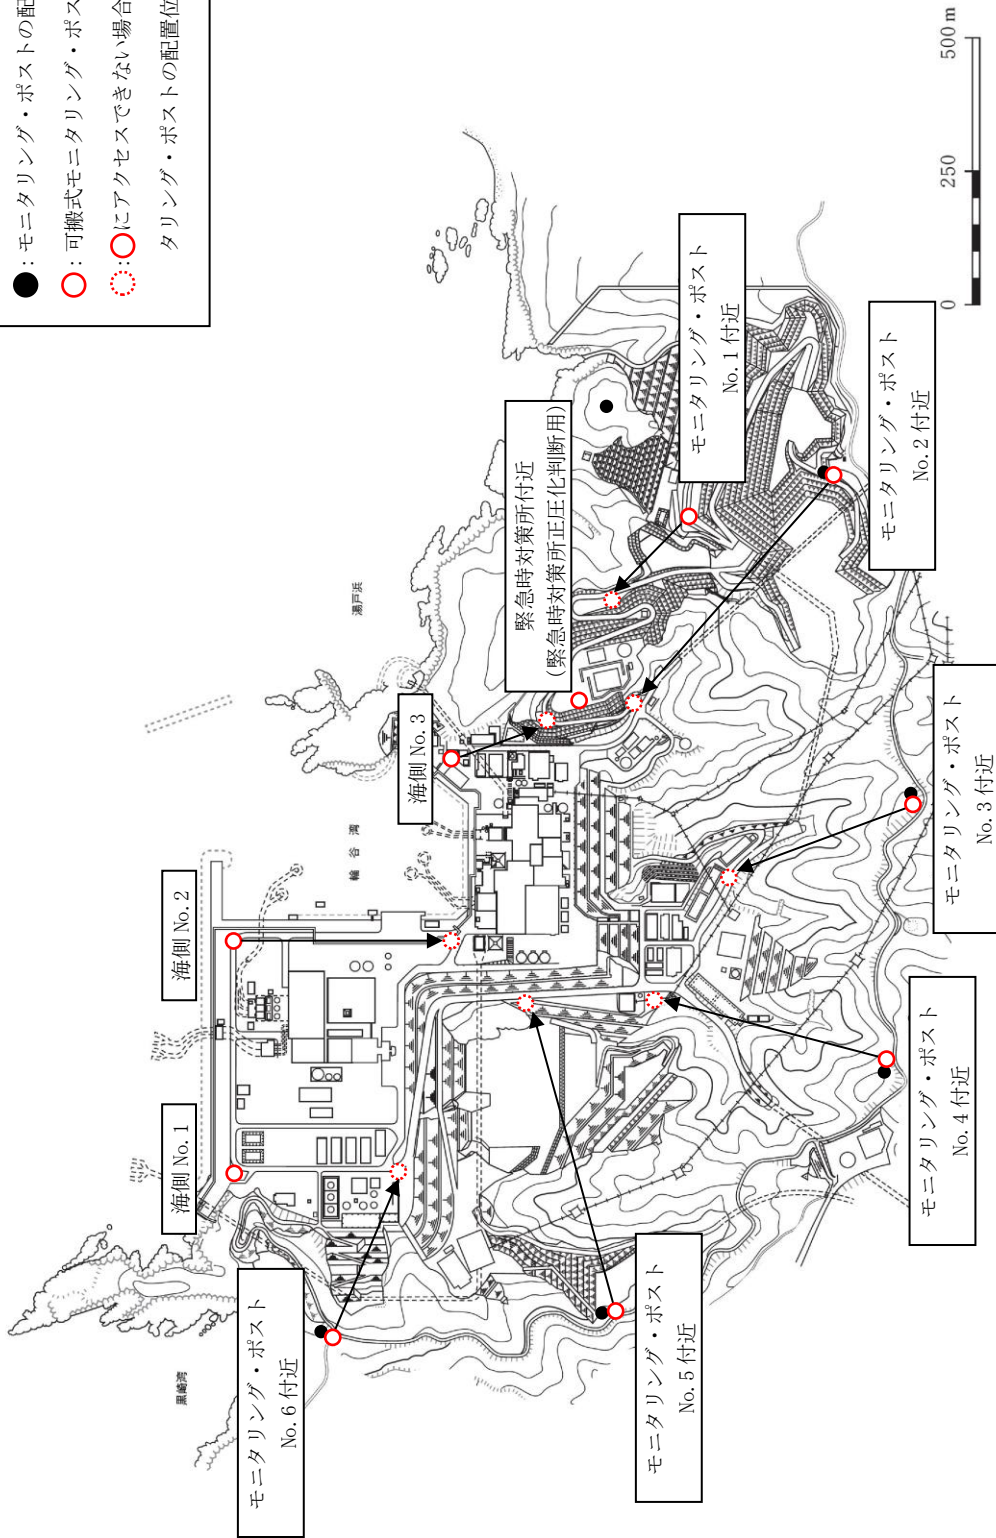 ●：モニタリング・ポストの配
○：可搬式モニタリング・ポス
：○にアクセスできない場合
タリング・ポストの配置位
モニタリング・ポスト
No.6 付近
海側 No.1
海側 No.2
海側 No.3
緊急時対策所付近
(緊急時対策所正圧化判断用)
モニタリング・ポスト
No.1 付近
モニタリング・ポスト
No.2 付近
モニタリング・ポスト
No.3 付近
モニタリング・ポスト
No.4 付近
モニタリング・ポスト
No.5 付近
黒崎湾
輪谷湾
湯戸浜
0 250 500 m